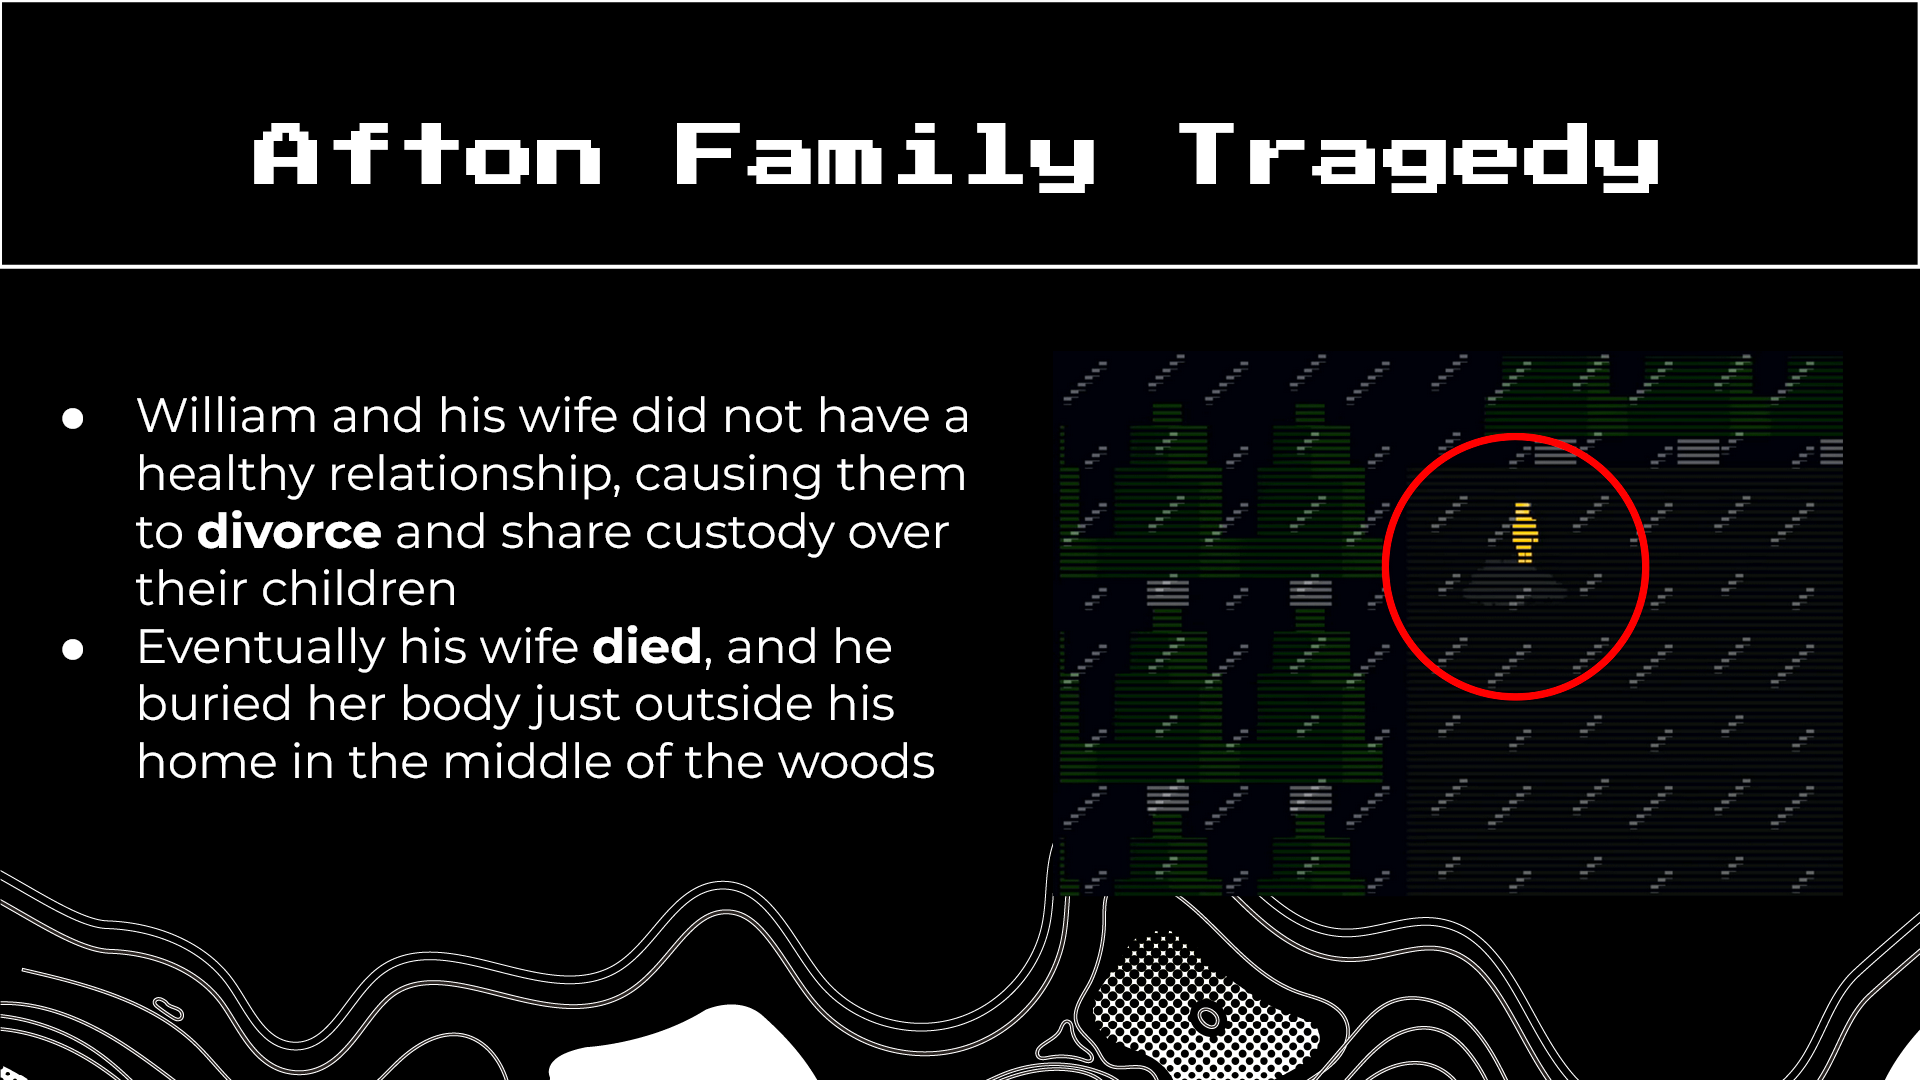 Afton Family Tragedy
● William and his wife did not have a
healthy relationship, causing them
to divorce and share custody over
their children
● Eventually his wife died, and he
buried her body just outside his
home in the middle of the woods